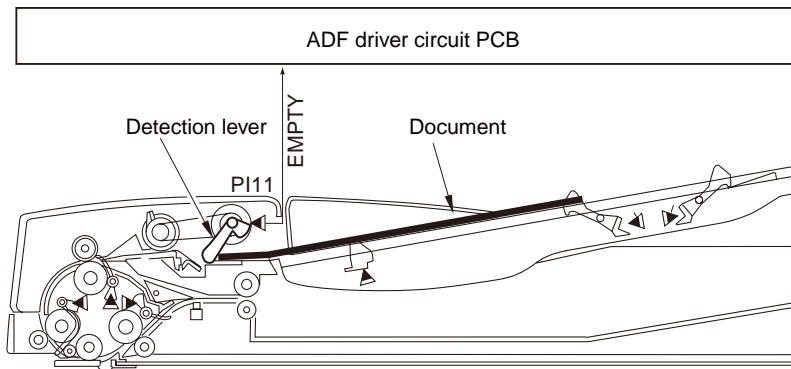 ADF driver circuit PCB
EMPTY
Detection lever
Document
PI11